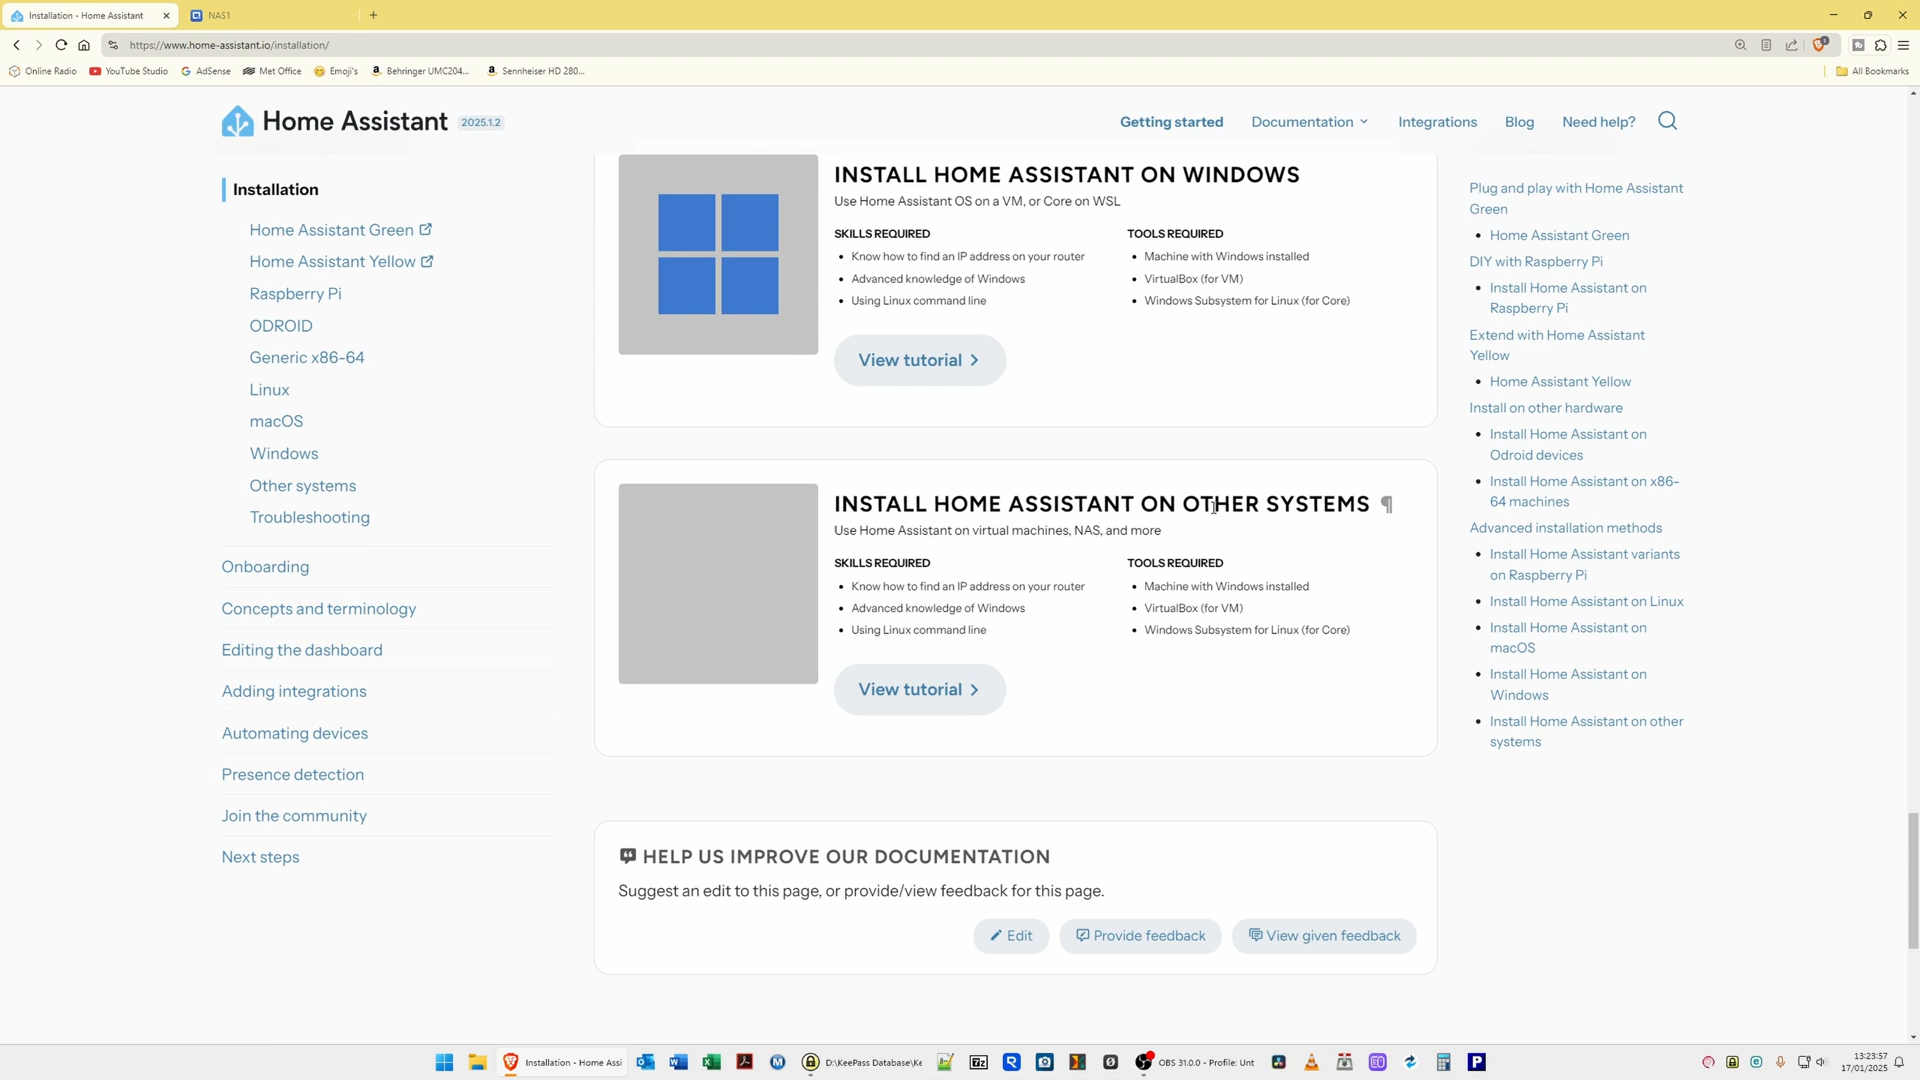 Installation - Home Assistant
NAS1
https://www.home-assistant.io/installation/
Online Radio
YouTube Studio
AdSense
Met Office
Emoji's
Behringer UMC204...
Sennheiser HD 280...
All Bookmarks
Home Assistant 2025.1.2
Getting started
Documentation
Integrations
Blog
Need help?
Installation
Home Assistant Green
Home Assistant Yellow
Raspberry Pi
ODROID
Generic x86-64
Linux
macOS
Windows
Other systems
Troubleshooting
Onboarding
Concepts and terminology
Editing the dashboard
Adding integrations
Automating devices
Presence detection
Join the community
Next steps
INSTALL HOME ASSISTANT ON WINDOWS
Use Home Assistant OS on a VM, or Core on WSL
SKILLS REQUIRED
Know how to find an IP address on your router
Advanced knowledge of Windows
Using Linux command line
TOOLS REQUIRED
Machine with Windows installed
VirtualBox (for VM)
Windows Subsystem for Linux (for Core)
View tutorial
INSTALL HOME ASSISTANT ON OTHER SYSTEMS ¶
Use Home Assistant on virtual machines, NAS, and more
SKILLS REQUIRED
Know how to find an IP address on your router
Advanced knowledge of Windows
Using Linux command line
TOOLS REQUIRED
Machine with Windows installed
VirtualBox (for VM)
Windows Subsystem for Linux (for Core)
View tutorial
HELP US IMPROVE OUR DOCUMENTATION
Suggest an edit to this page, or provide/view feedback for this page.
Edit
Provide feedback
View given feedback
Plug and play with Home Assistant
Green
Home Assistant Green
DIY with Raspberry Pi
Install Home Assistant on
Raspberry Pi
Extend with Home Assistant
Yellow
Home Assistant Yellow
Install on other hardware
Install Home Assistant on
Odroid devices
Install Home Assistant on x86-
64 machines
Advanced installation methods
Install Home Assistant variants
on Raspberry Pi
Install Home Assistant on Linux
Install Home Assistant on
macOS
Install Home Assistant on
Windows
Install Home Assistant on other
systems
Installation - Home Assi
D:\KeePass Database\Ke
OBS 31.0.0 - Profile: Unt
13:23:57
17/01/2025